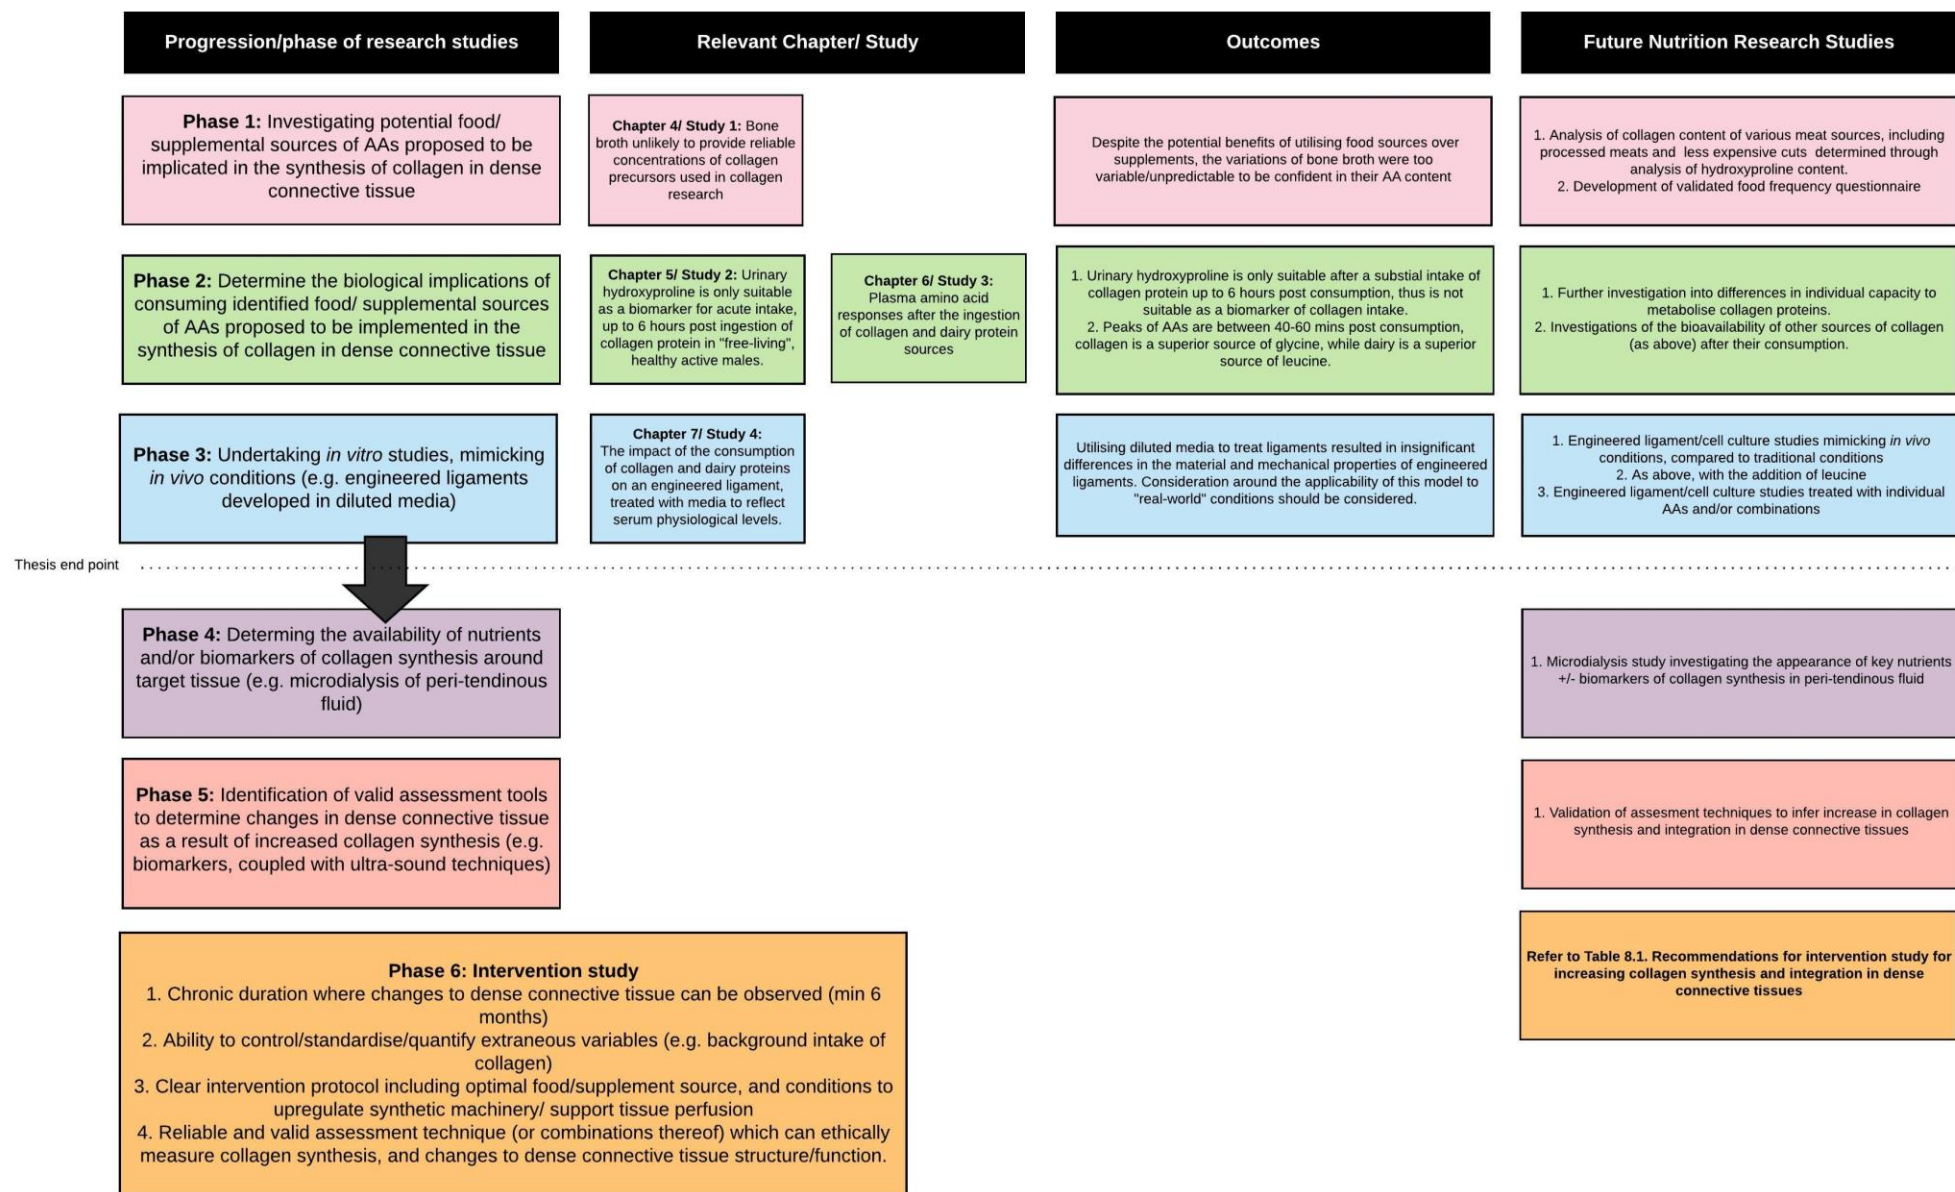 Progression/phase of research studies
Relevant Chapter/ Study
Outcomes
Future Nutrition Research Studies
Phase 1: Investigating potential food/
supplemental sources of AAs proposed to be
implicated in the synthesis of collagen in dense
connective tissue
Chapter 4/ Study 1: Bone
broth unlikely to provide reliable
concentrations of collagen
precursors used in collagen
research
Despite the potential benefits of utilising food sources over
supplements, the variations of bone broth were too
variable/unpredictable to be confident in their AA content
1. Analysis of collagen content of various meat sources, including
processed meats and less expensive cuts determined through
analysis of hydroxyproline content.
2. Development of validated food frequency questionnaire
Phase 2: Determine the biological implications of
consuming identified food/ supplemental sources
of AAs proposed to be implemented in the
synthesis of collagen in dense connective tissue
Chapter 5/ Study 2: Urinary
hydroxyproline is only suitable
as a biomarker for acute intake,
up to 6 hours post ingestion of
collagen protein in "free-living",
healthy active males.
Chapter 6/ Study 3:
Plasma amino acid
responses after the ingestion
of collagen and dairy protein
sources
1. Urinary hydroxyproline is only suitable after a substial intake of
collagen protein up to 6 hours post consumption, thus is not
suitable as a biomarker of collagen intake.
2. Peaks of AAs are between 40-60 mins post consumption,
collagen is a superior source of glycine, while dairy is a superior
source of leucine.
1. Further investigation into differences in individual capacity to
metabolise collagen proteins.
2. Investigations of the bioavailability of other sources of collagen
(as above) after their consumption.
Phase 3: Undertaking in vitro studies, mimicking
in vivo conditions (e.g. engineered ligaments
developed in diluted media)
Chapter 7/ Study 4:
The impact of the consumption
of collagen and dairy proteins
on an engineered ligament,
treated with media to reflect
serum physiological levels.
Utilising diluted media to treat ligaments resulted in insignificant
differences in the material and mechanical properties of engineered
ligaments. Consideration around the applicability of this model to
"real-world" conditions should be considered.
1. Engineered ligament/cell culture studies mimicking in vivo
conditions, compared to traditional conditions
2. As above, with the addition of leucine
3. Engineered ligament/cell culture studies treated with individual
AAs and/or combinations
Thesis end point
Phase 4: Determing the availability of nutrients
and/or biomarkers of collagen synthesis around
target tissue (e.g. microdialysis of peri-tendinous
fluid)
1. Microdialysis study investigating the appearance of key nutrients
+/- biomarkers of collagen synthesis in peri-tendinous fluid
Phase 5: Identification of valid assessment tools
to determine changes in dense connective tissue
as a result of increased collagen synthesis (e.g.
biomarkers, coupled with ultra-sound techniques)
1. Validation of assesment techniques to infer increase in collagen
synthesis and integration in dense connective tissues
Phase 6: Intervention study
1. Chronic duration where changes to dense connective tissue can be observed (min 6
months)
2. Ability to control/standardise/quantify extraneous variables (e.g. background intake of
collagen)
3. Clear intervention protocol including optimal food/supplement source, and conditions to
upregulate synthetic machinery/ support tissue perfusion
4. Reliable and valid assessment technique (or combinations thereof) which can ethically
measure collagen synthesis, and changes to dense connective tissue structure/function.
Refer to Table 8.1. Recommendations for intervention study for
increasing collagen synthesis and integration in dense
connective tissues